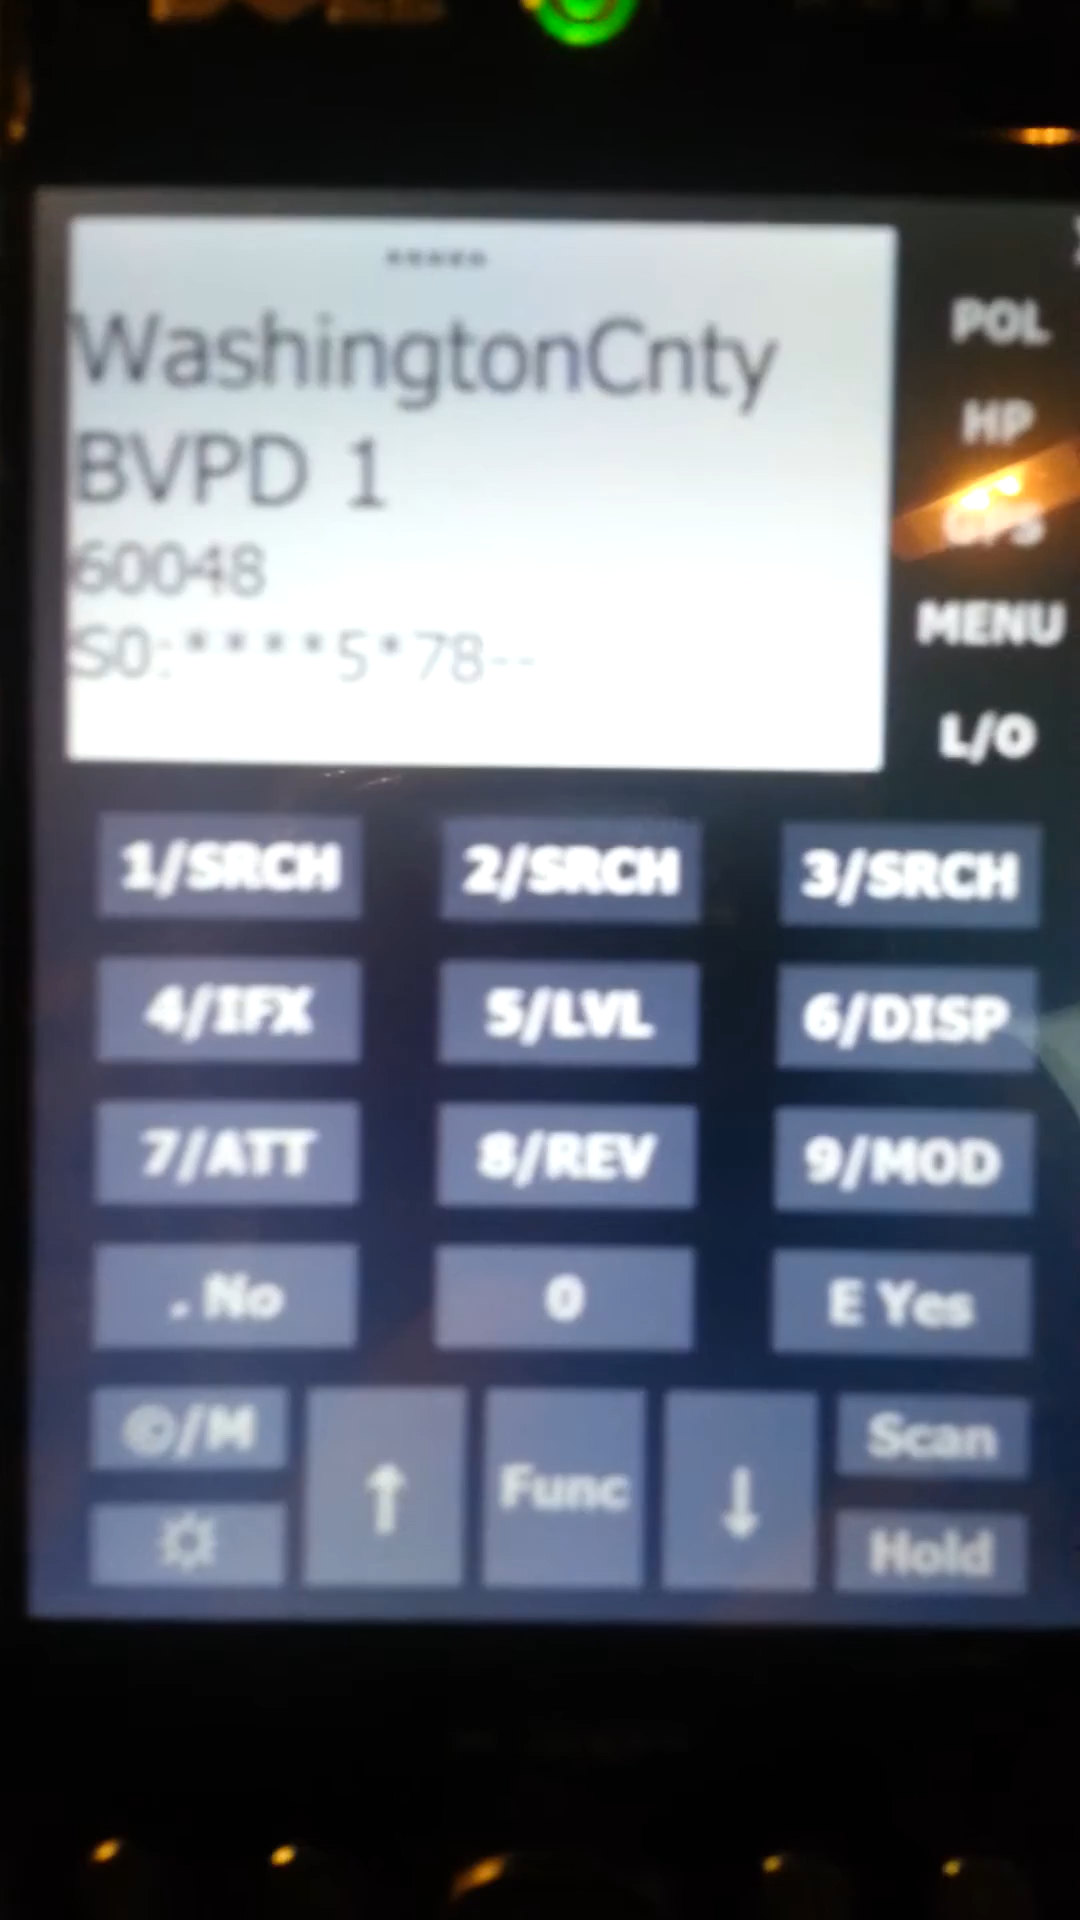 *****
WashingtonCnty
BVPD 1
60048
S0:****5*78--
POL
HP
GPS
MENU
L/O
1/SRCH 2/SRCH 3/SRCH
4/IFX 5/LVL 6/DISP
7/ATT 8/REV 9/MOD
. No 0 E Yes
©/M ↑ Func ↓ Scan
Hold